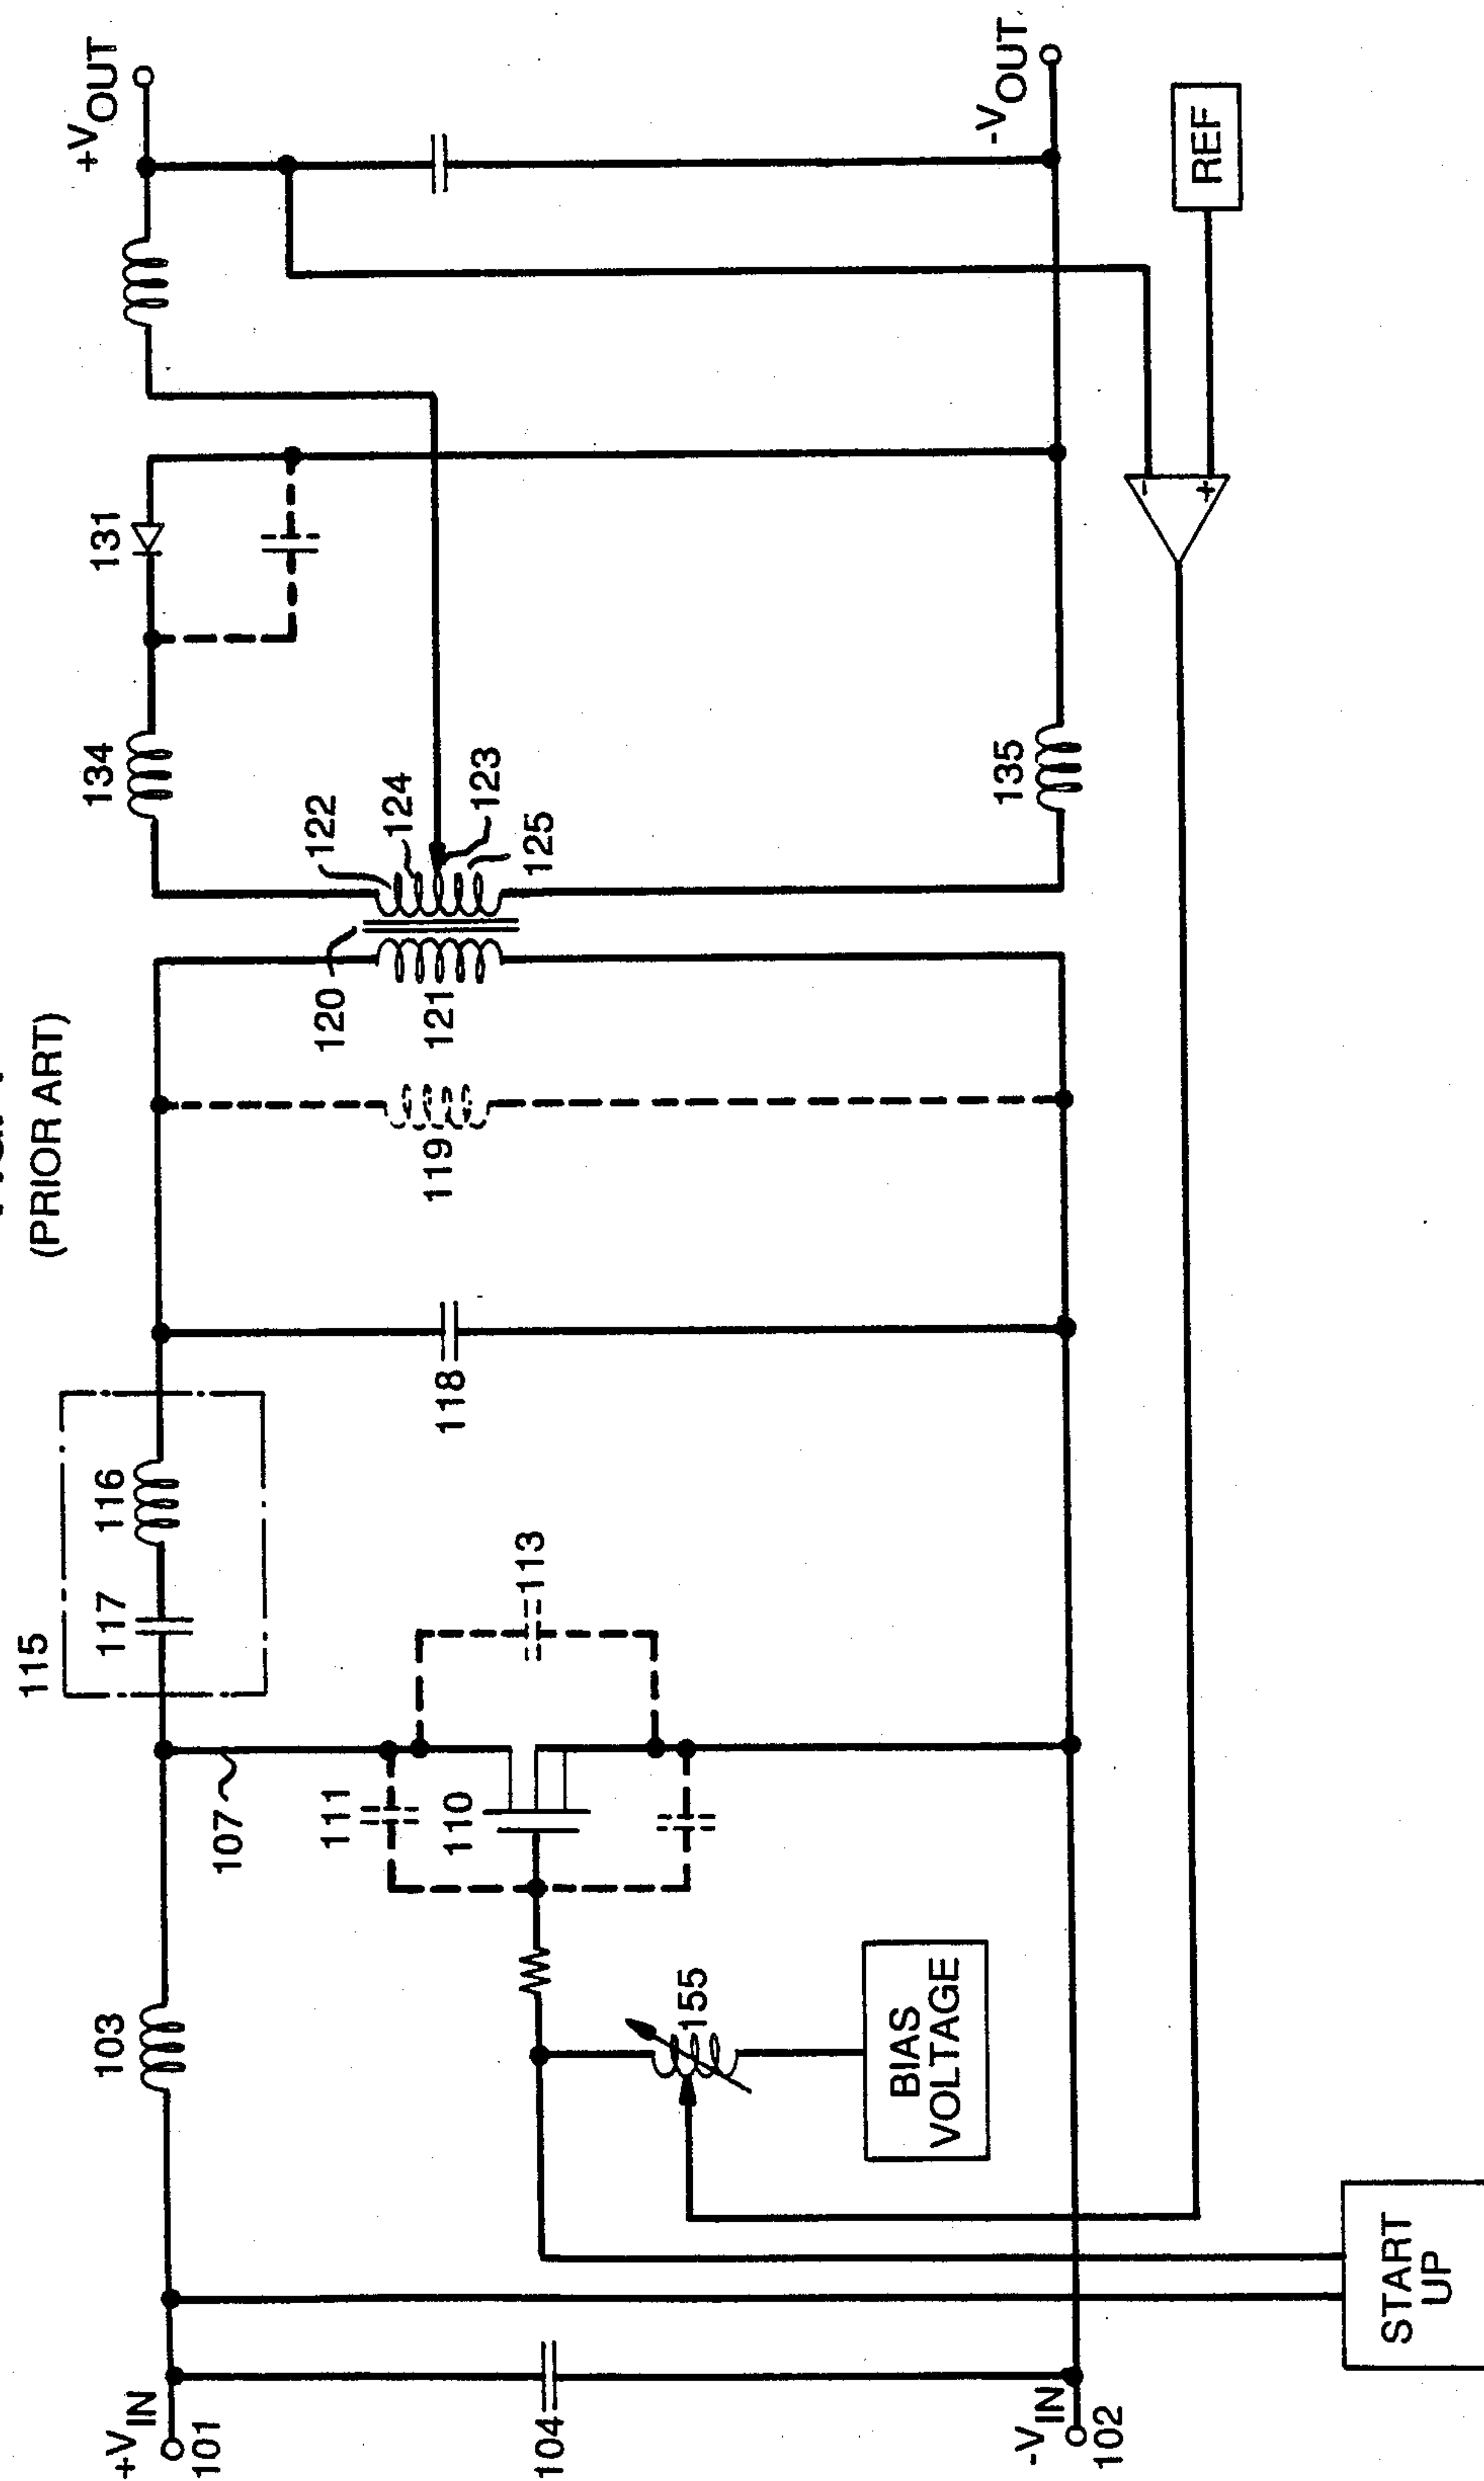 (PRIOR ART)
+VIN
101
104
-VIN
102
START
UP
103
107
111
110
113
155
BIAS
VOLTAGE
115
117
116
118
119
120
121
122
124
123
125
134
135
131
+VOUT
-VOUT
-
+
REF